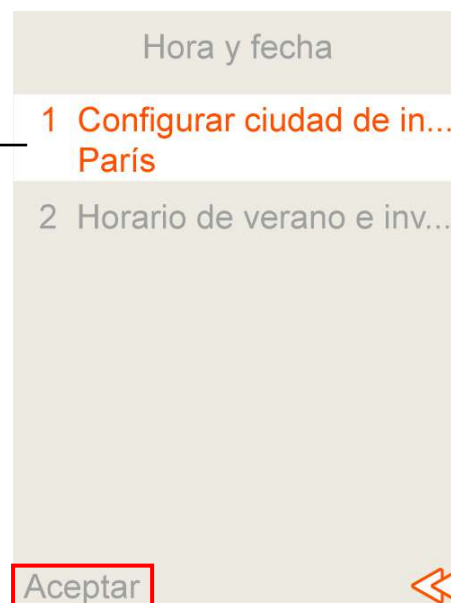 Hora y fecha
1 Configurar ciudad de in...
París
2 Horario de verano e inv...
Aceptar